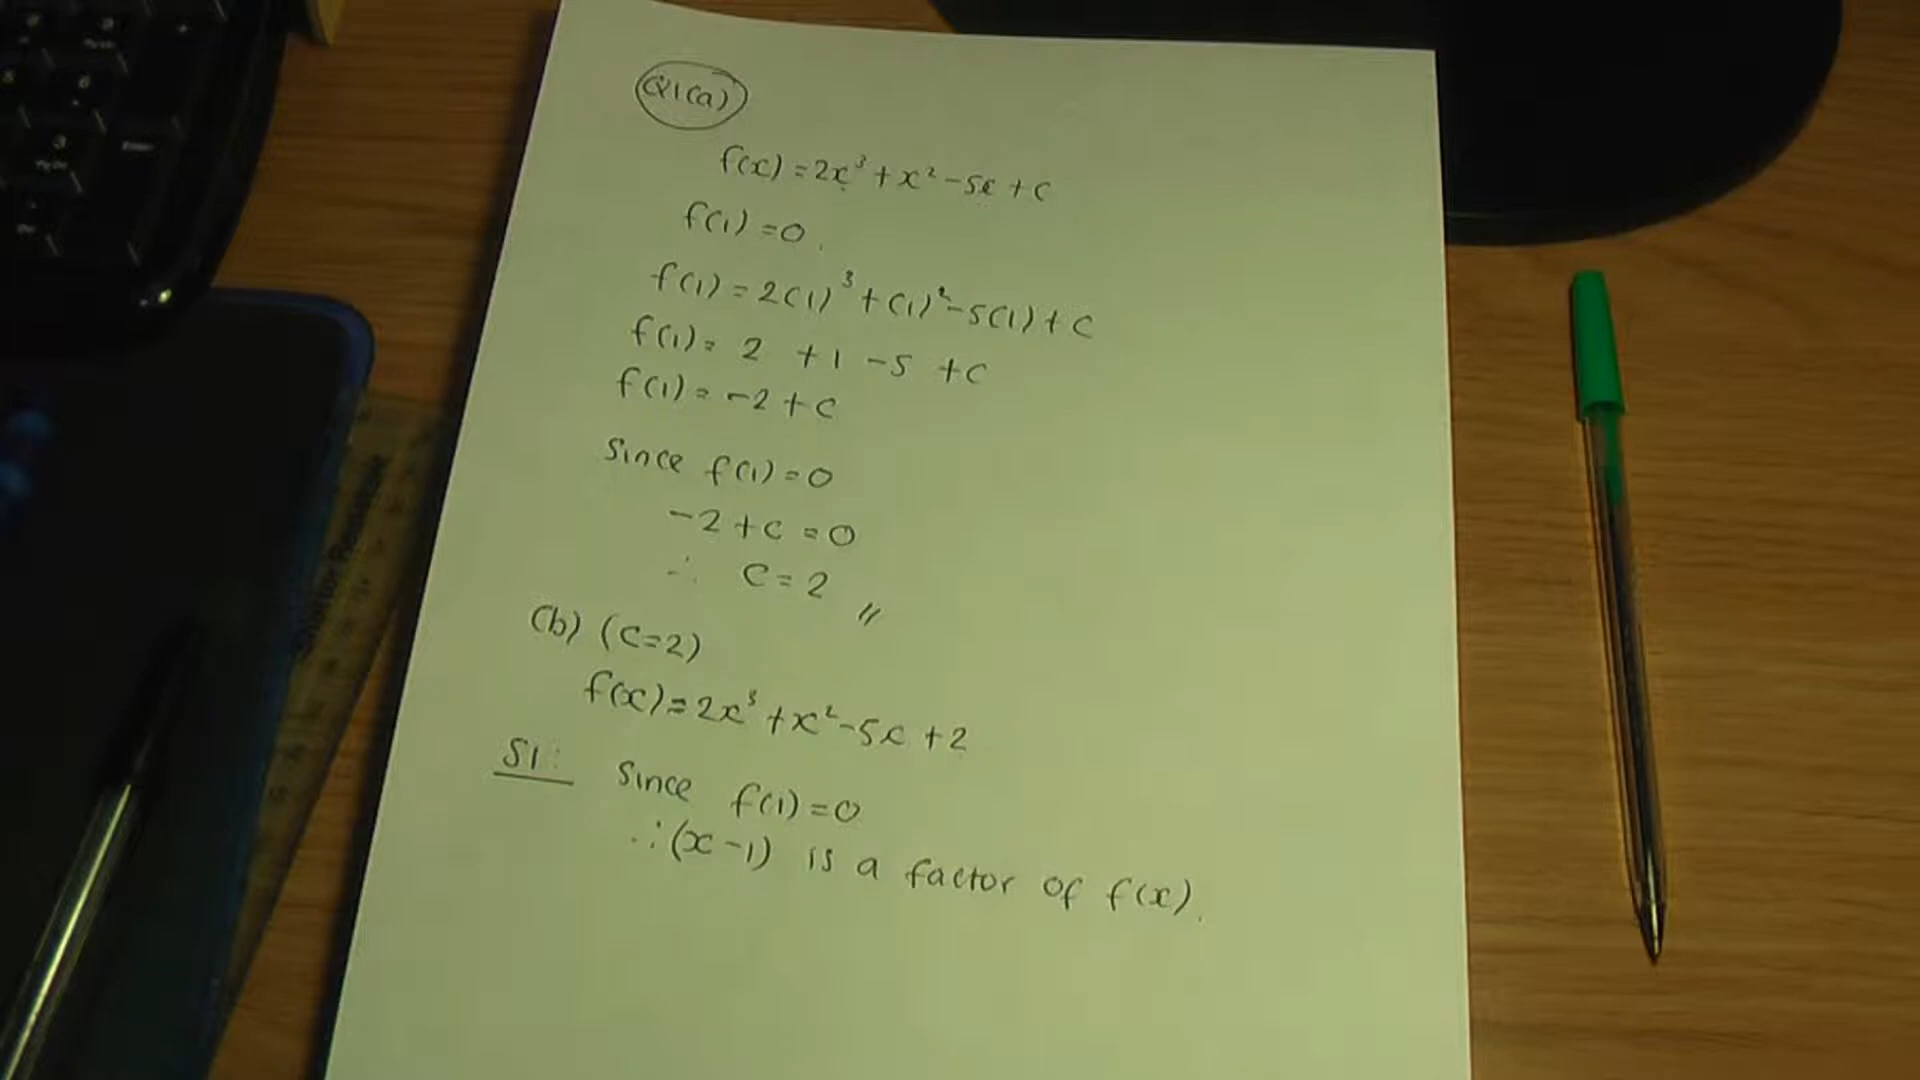 Q1(a)
f(x) = 2x³ + x² - 5x + c
f(1) = 0.
f(1) = 2(1)³ + (1)² - 5(1) + c
f(1) = 2 + 1 - 5 + c
f(1) = -2 + c
Since f(1) = 0
-2 + c = 0
∴ c = 2 //
(b) (c=2)
f(x) = 2x³ + x² - 5x + 2
S1: Since f(1) = 0
∴ (x-1) is a factor of f(x).